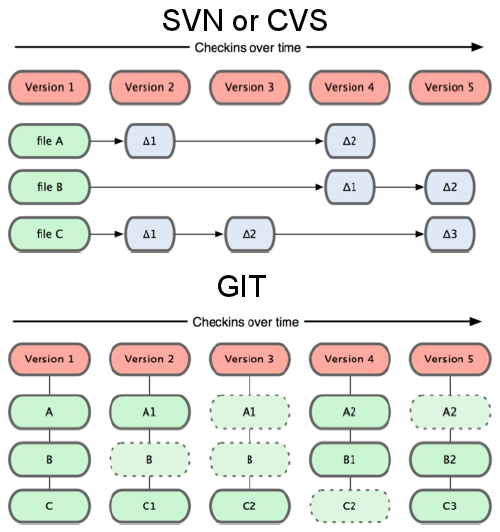 SVN or CVS
Checkins over time
Version 1 Version 2 Version 3 Version 4 Version 5
file A Δ1 Δ2
file B Δ1 Δ2
file C Δ1 Δ2 Δ3
GIT
Checkins over time
Version 1 Version 2 Version 3 Version 4 Version 5
A A1 A1 A2 A2
B B B B1 B2
C C1 C2 C2 C3